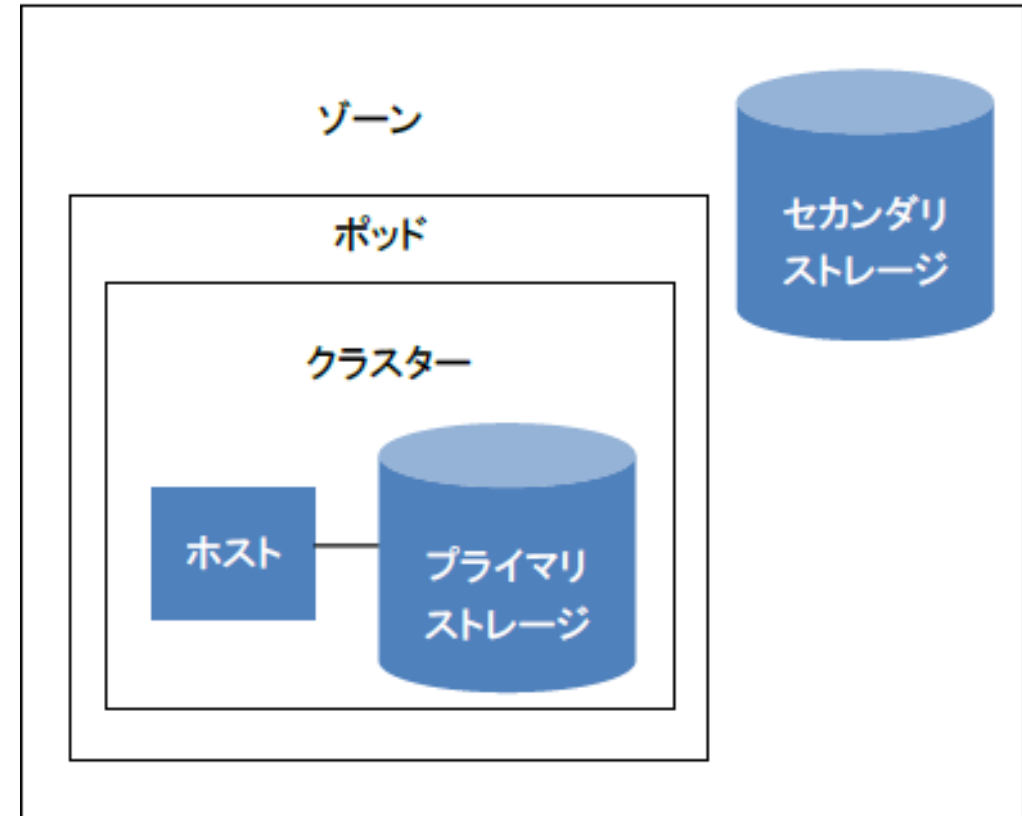 ゾーン
セカンダリ
ストレージ
ポッド
クラスター
ホスト
プライマリ
ストレージ